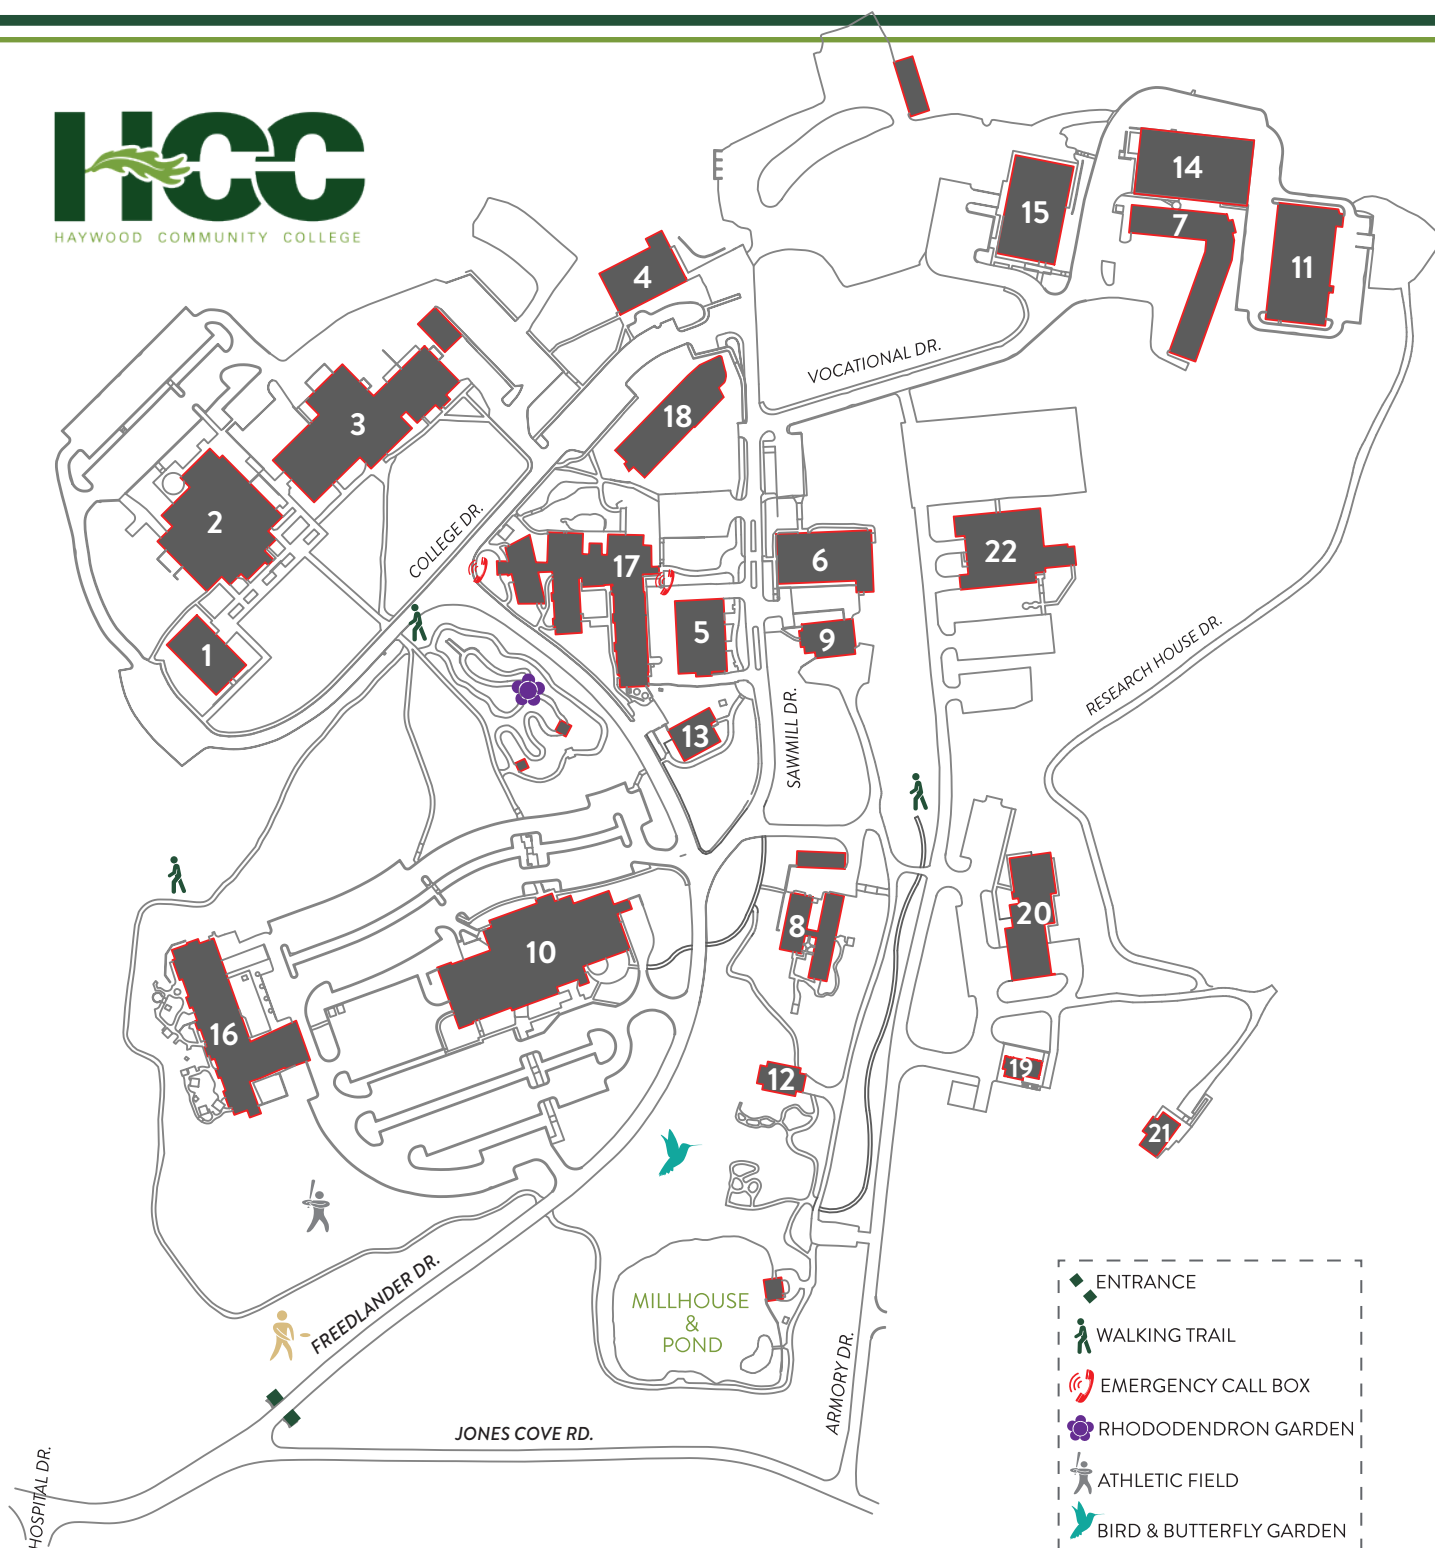 HCC
HAYWOOD COMMUNITY COLLEGE
14
15
7
11
4
VOCATIONAL DR.
3
18
2
COLLEGE DR.
17
6
22
5
9
1
RESEARCH HOUSE DR.
13
SAWMILL DR.
8
20
10
16
12
19
21
FREEDLANDER DR.
MILLHOUSE
&
POND
ARMORY DR.
JONES COVE RD.
HOSPITAL DR.
ENTRANCE
WALKING TRAIL
EMERGENCY CALL BOX
RHODODENDRON GARDEN
ATHLETIC FIELD
BIRD & BUTTERFLY GARDEN